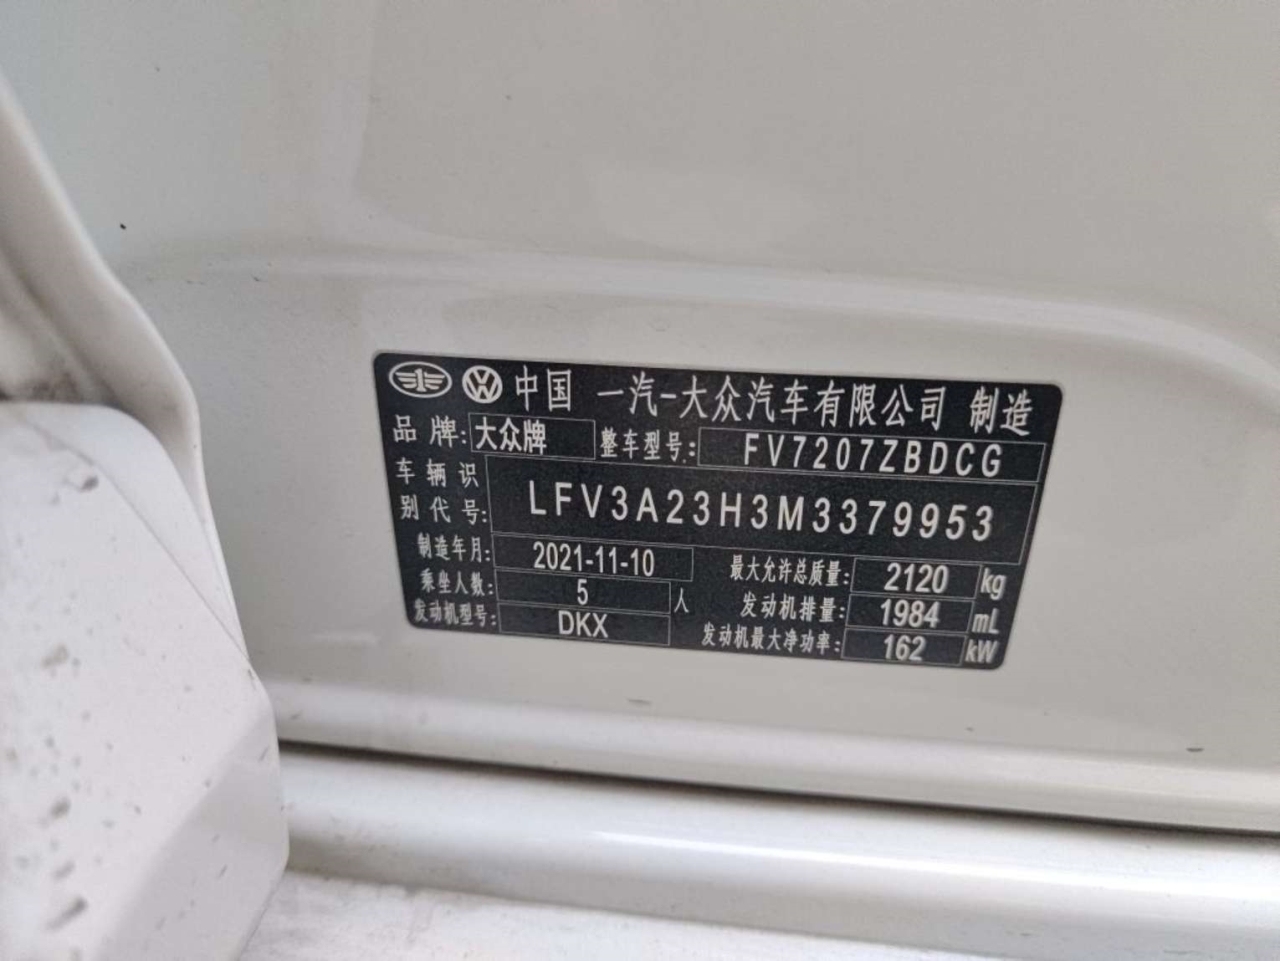 中国 一汽-大众汽车有限公司 制造
品牌: 大众牌 整车型号: FV7207ZBDCG
车辆识别代号: LFV3A23H3M3379953
制造年月: 2021-11-10 最大允许总质量: 2120 kg
乘坐人数: 5 人 发动机排量: 1984 mL
发动机型号: DKX 发动机最大净功率: 162 kW